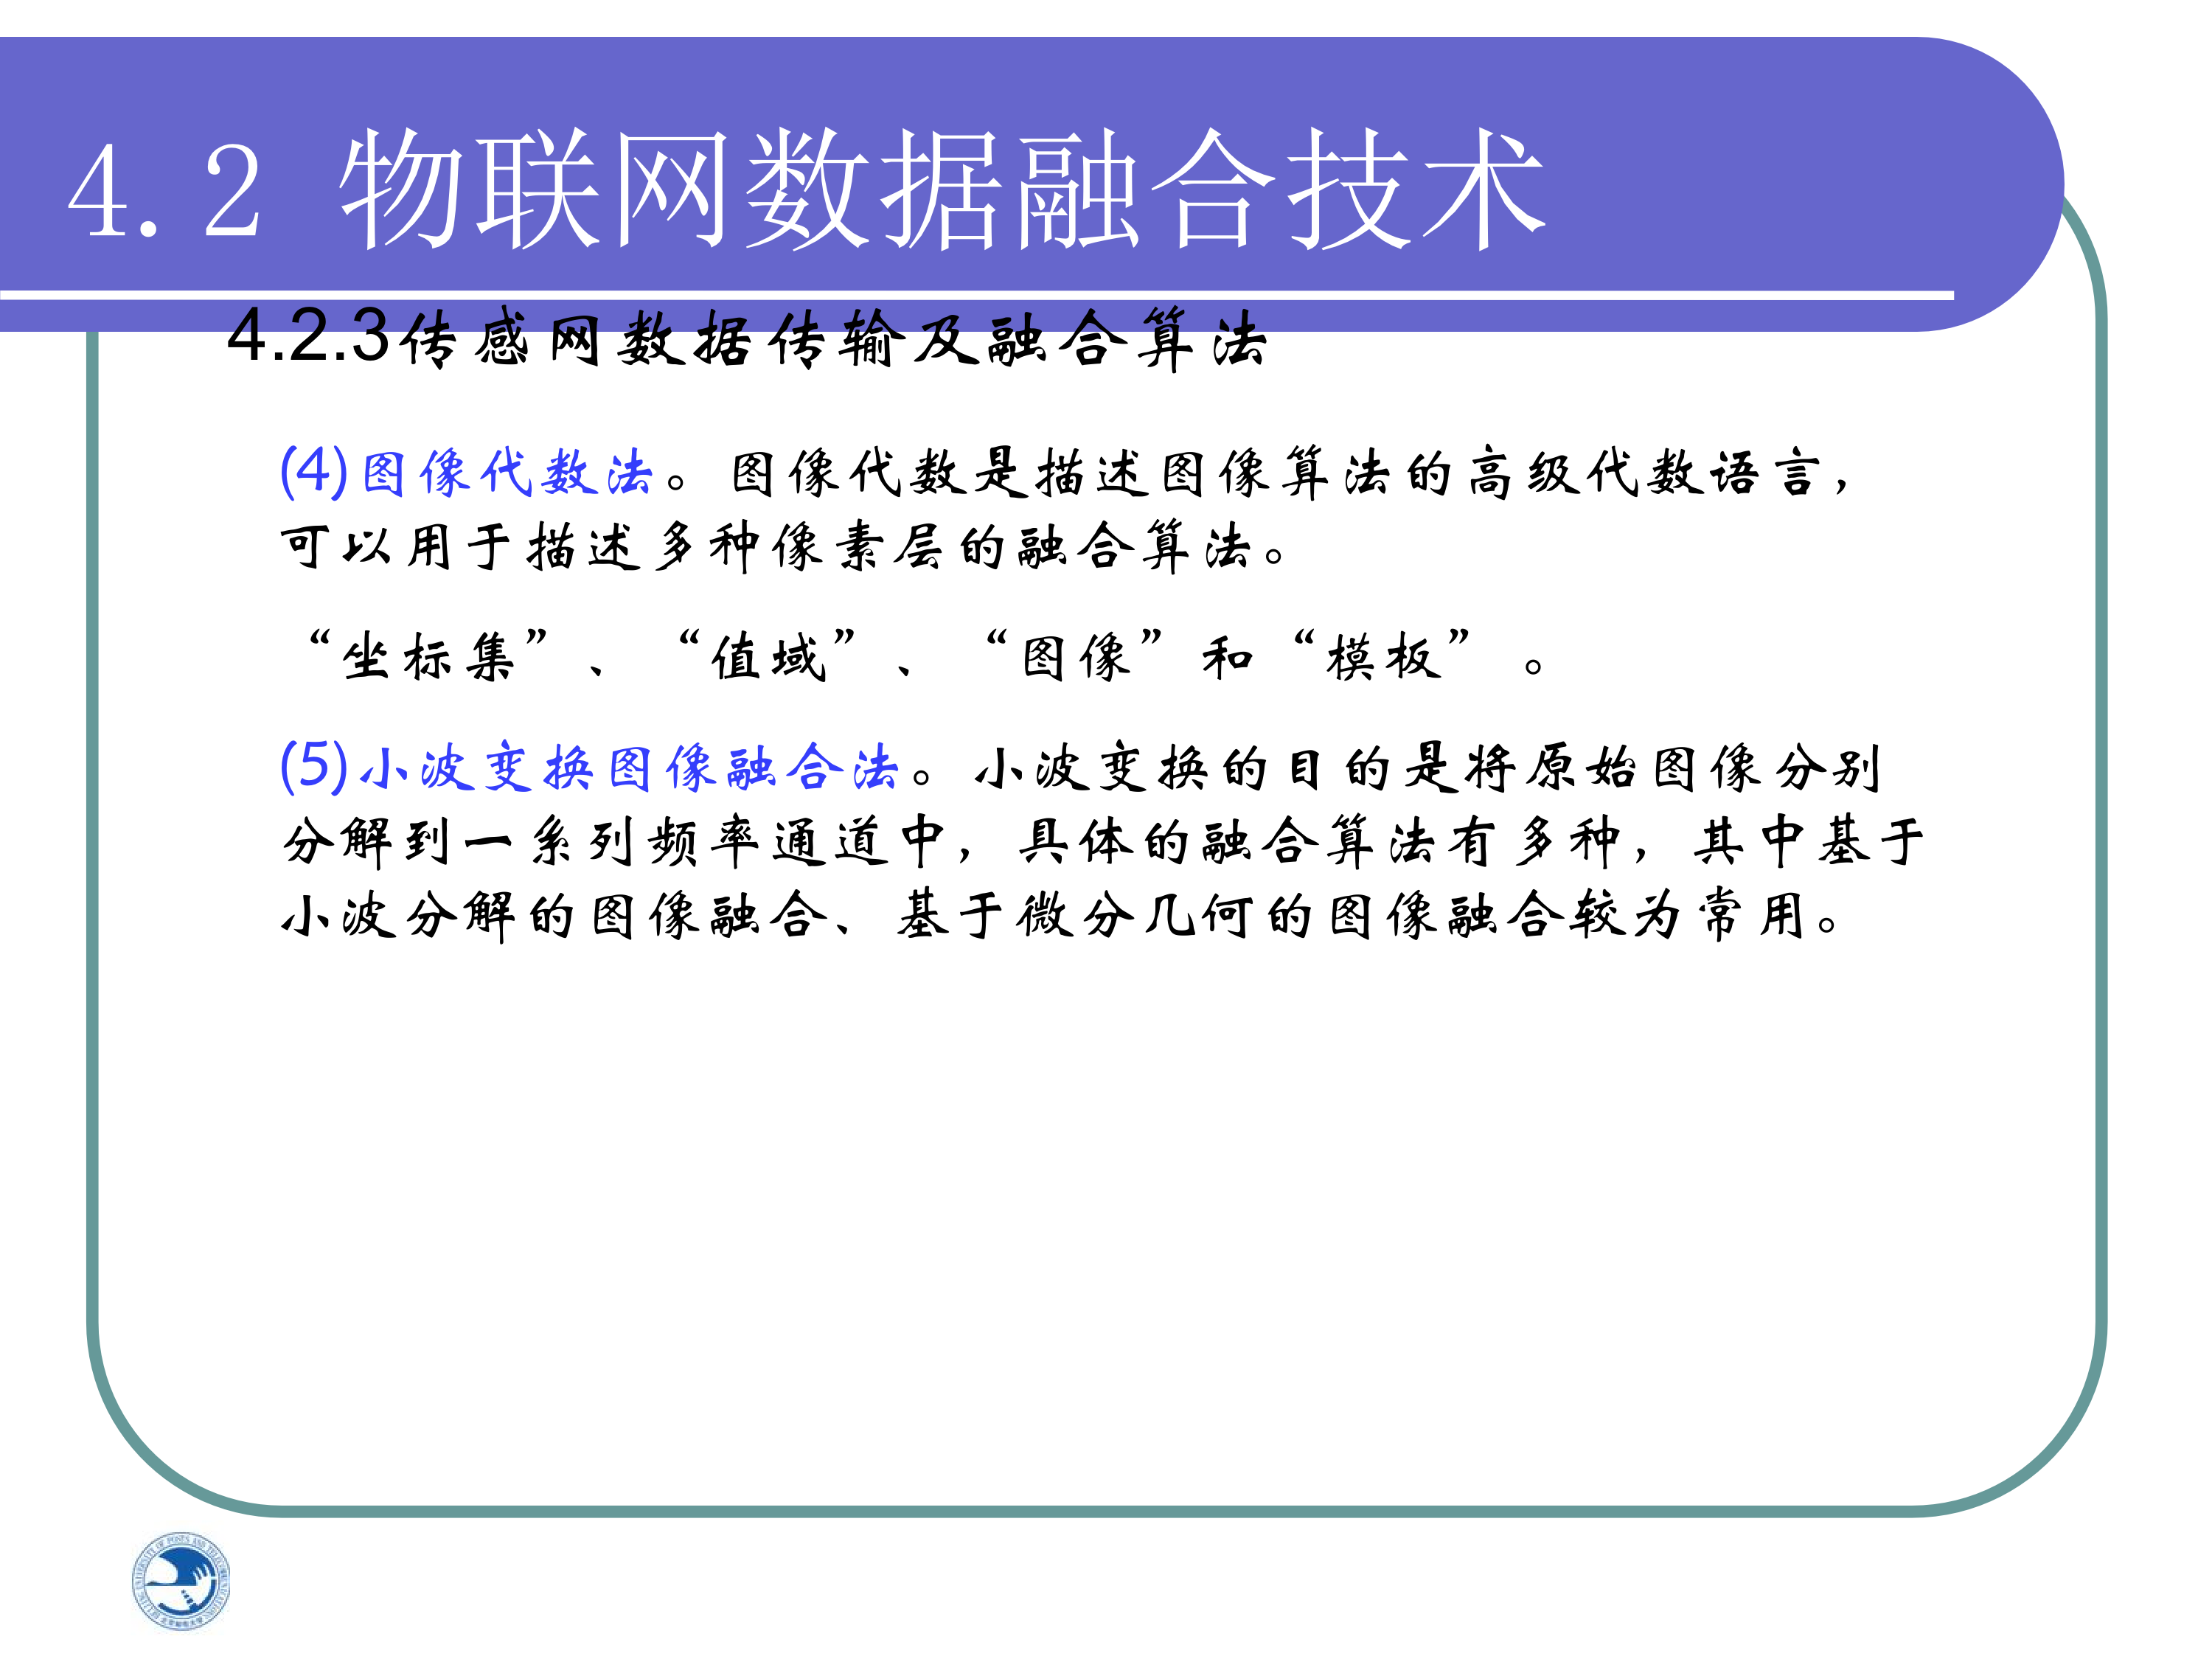 4.2 物联网数据融合技术
4.2.3传感网数据传输及融合算法
(4)图像代数法。图像代数是描述图像算法的高级代数语言，
可以用于描述多种像素层的融合算法。
“坐标集”、“值域”、“图像”和“模板”。
(5)小波变换图像融合法。小波变换的目的是将原始图像分别
分解到一系列频率通道中，具体的融合算法有多种，其中基于
小波分解的图像融合、基于微分几何的图像融合较为常用。